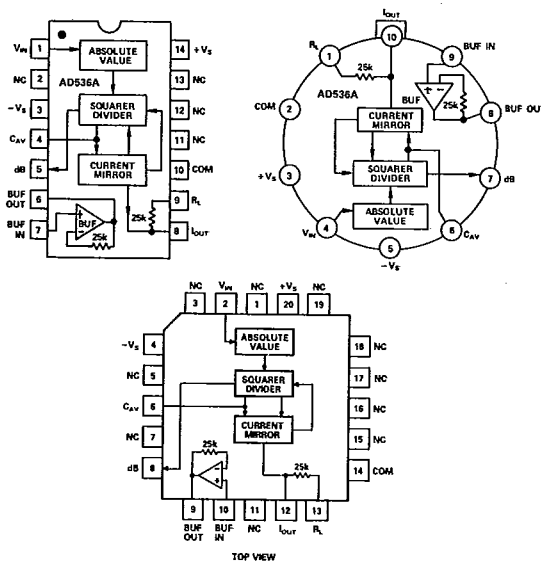 V_IN 1
NC 2
-V_S 3
C_AV 4
dB 5
BUF OUT 6
BUF IN 7
14 +V_S
13 NC
12 NC
11 NC
10 COM
9 R_L
8 I_OUT
ABSOLUTE VALUE
AD536A
SQUARER DIVIDER
CURRENT MIRROR
BUF
25k
25k
I_OUT
10
R_L
1
BUF IN
9
25k
AD536A
BUF
25k
8 BUF OUT
COM
2
CURRENT MIRROR
+V_S
3
SQUARER DIVIDER
7 dB
ABSOLUTE VALUE
V_IN
4
6
C_AV
5
-V_S
NC V_IN NC +V_S NC
3 2 1 20 19
-V_S 4
NC 5
C_AV 6
NC 7
dB 8
ABSOLUTE VALUE
SQUARER DIVIDER
CURRENT MIRROR
25k
25k
18 NC
17 NC
16 NC
15 NC
14 COM
9 10 11 12 13
BUF OUT BUF IN NC I_OUT R_L
TOP VIEW